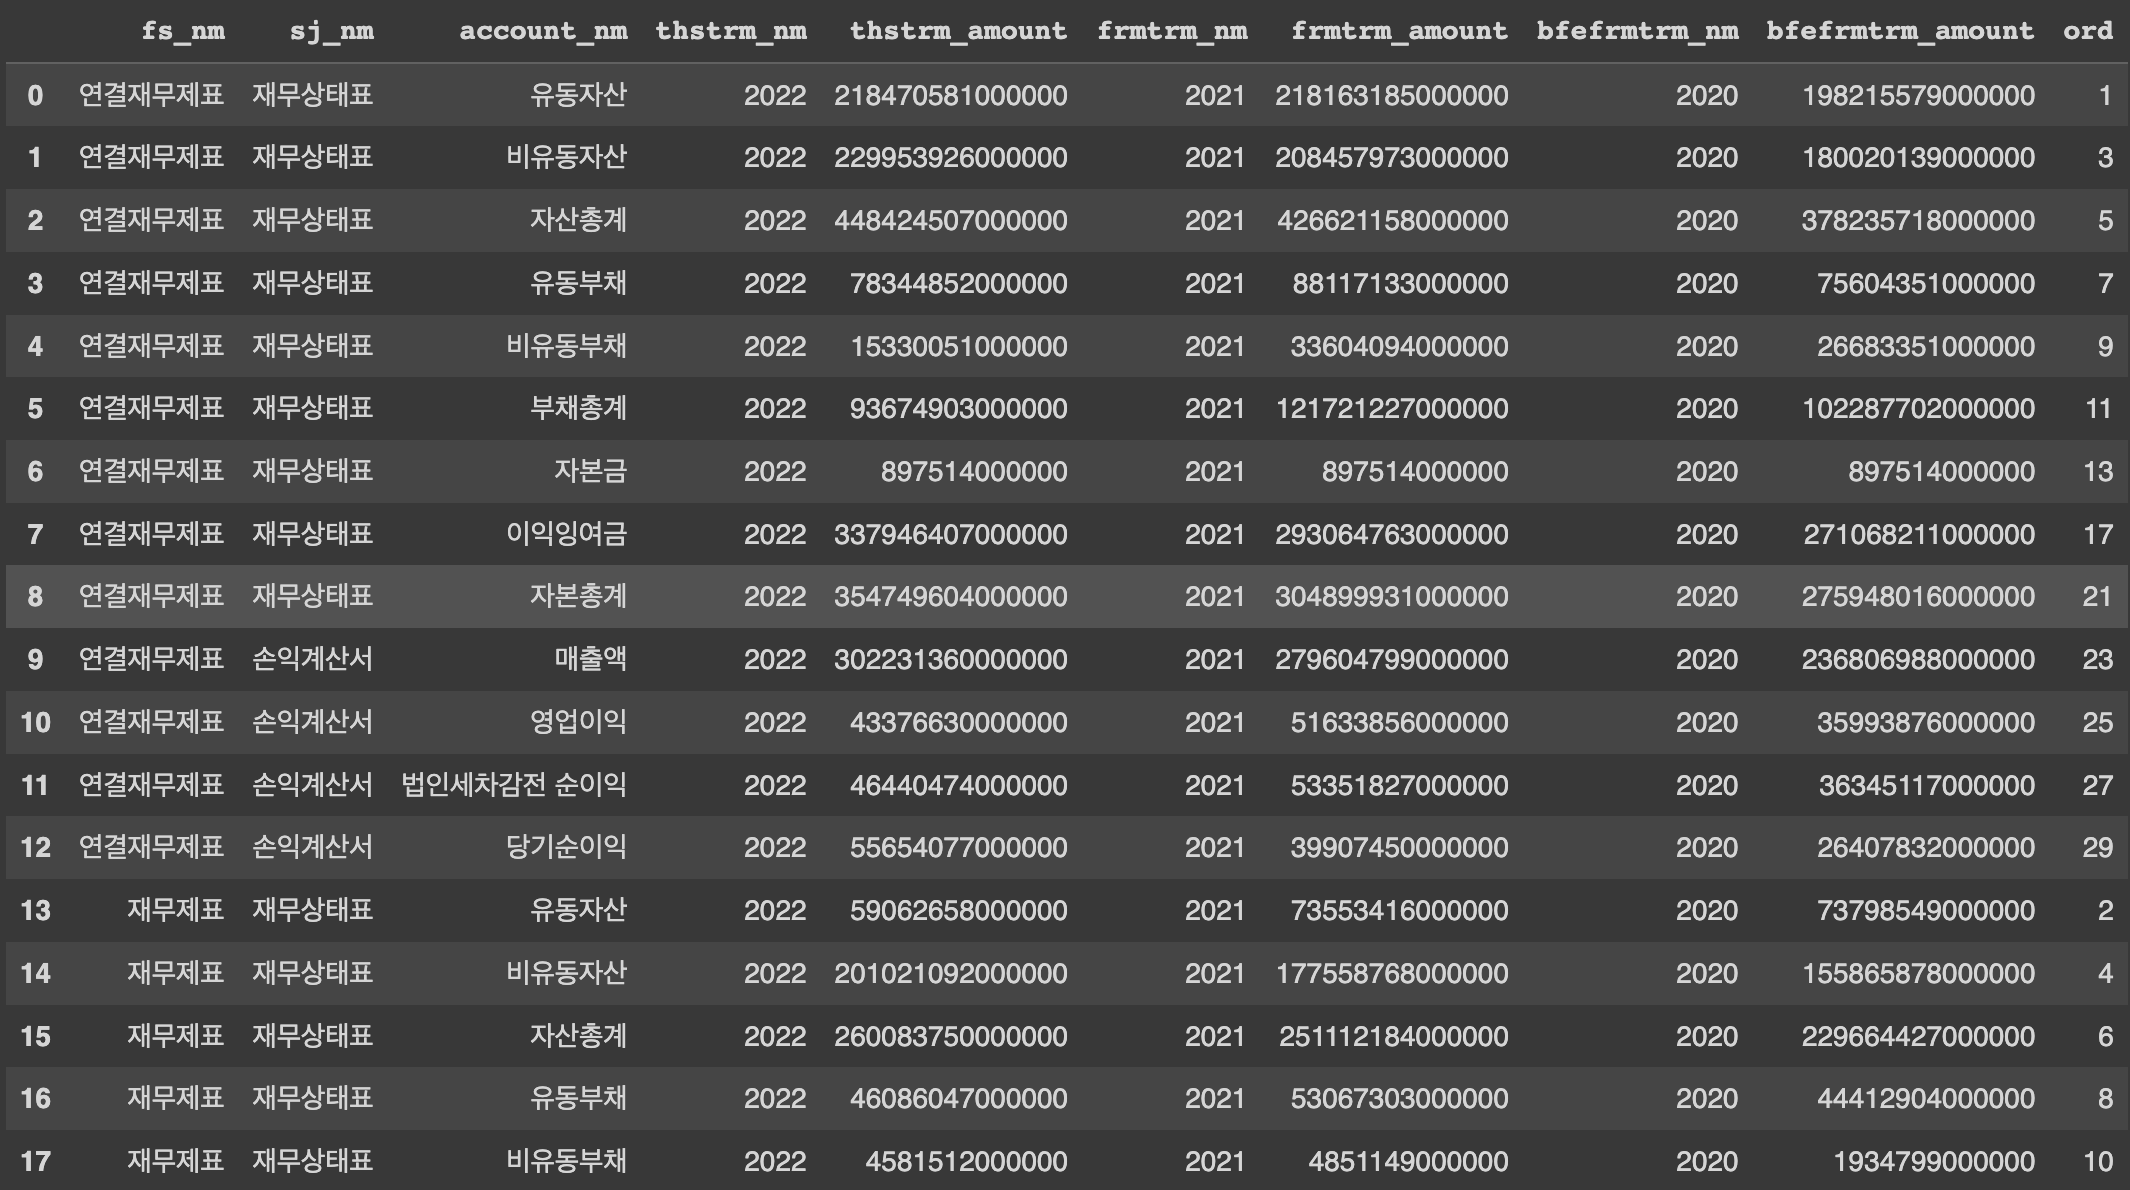 fs_nm sj_nm account_nm thstrm_nm thstrm_amount frmtrm_nm frmtrm_amount bfefrmtrm_nm bfefrmtrm_amount ord
0 연결재무제표 재무상태표 유동자산 2022 218470581000000 2021 218163185000000 2020 198215579000000 1
1 연결재무제표 재무상태표 비유동자산 2022 229953926000000 2021 208457973000000 2020 180020139000000 3
2 연결재무제표 재무상태표 자산총계 2022 448424507000000 2021 426621158000000 2020 378235718000000 5
3 연결재무제표 재무상태표 유동부채 2022 78344852000000 2021 88117133000000 2020 75604351000000 7
4 연결재무제표 재무상태표 비유동부채 2022 15330051000000 2021 33604094000000 2020 26683351000000 9
5 연결재무제표 재무상태표 부채총계 2022 93674903000000 2021 121721227000000 2020 102287702000000 11
6 연결재무제표 재무상태표 자본금 2022 897514000000 2021 897514000000 2020 897514000000 13
7 연결재무제표 재무상태표 이익잉여금 2022 337946407000000 2021 293064763000000 2020 271068211000000 17
8 연결재무제표 재무상태표 자본총계 2022 354749604000000 2021 304899931000000 2020 275948016000000 21
9 연결재무제표 손익계산서 매출액 2022 302231360000000 2021 279604799000000 2020 236806988000000 23
10 연결재무제표 손익계산서 영업이익 2022 43376630000000 2021 51633856000000 2020 35993876000000 25
11 연결재무제표 손익계산서 법인세차감전 순이익 2022 46440474000000 2021 53351827000000 2020 36345117000000 27
12 연결재무제표 손익계산서 당기순이익 2022 55654077000000 2021 39907450000000 2020 26407832000000 29
13 재무제표 재무상태표 유동자산 2022 59062658000000 2021 73553416000000 2020 73798549000000 2
14 재무제표 재무상태표 비유동자산 2022 201021092000000 2021 177558768000000 2020 155865878000000 4
15 재무제표 재무상태표 자산총계 2022 260083750000000 2021 251112184000000 2020 229664427000000 6
16 재무제표 재무상태표 유동부채 2022 46086047000000 2021 53067303000000 2020 44412904000000 8
17 재무제표 재무상태표 비유동부채 2022 4581512000000 2021 4851149000000 2020 1934799000000 10